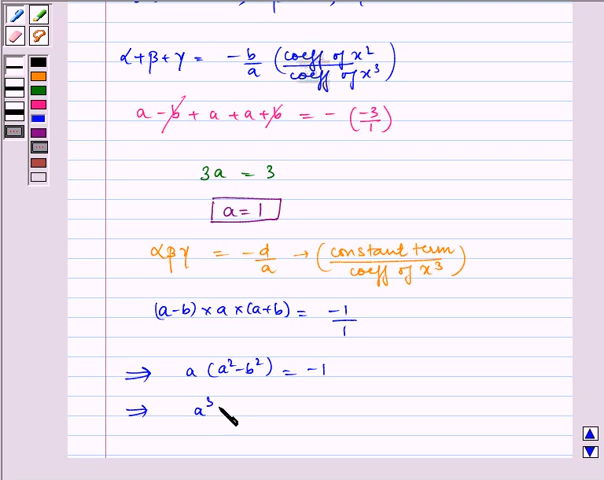 α+β+γ = -b/a (coeff of x²/coeff of x³)
a - b + a + a + b = - (-3/1)
3a = 3
a = 1
αβγ = -d/a → (constant term/coeff of x³)
(a-b) × a × (a+b) = -1/1
⇒ a (a²-b²) = -1
⇒ a³